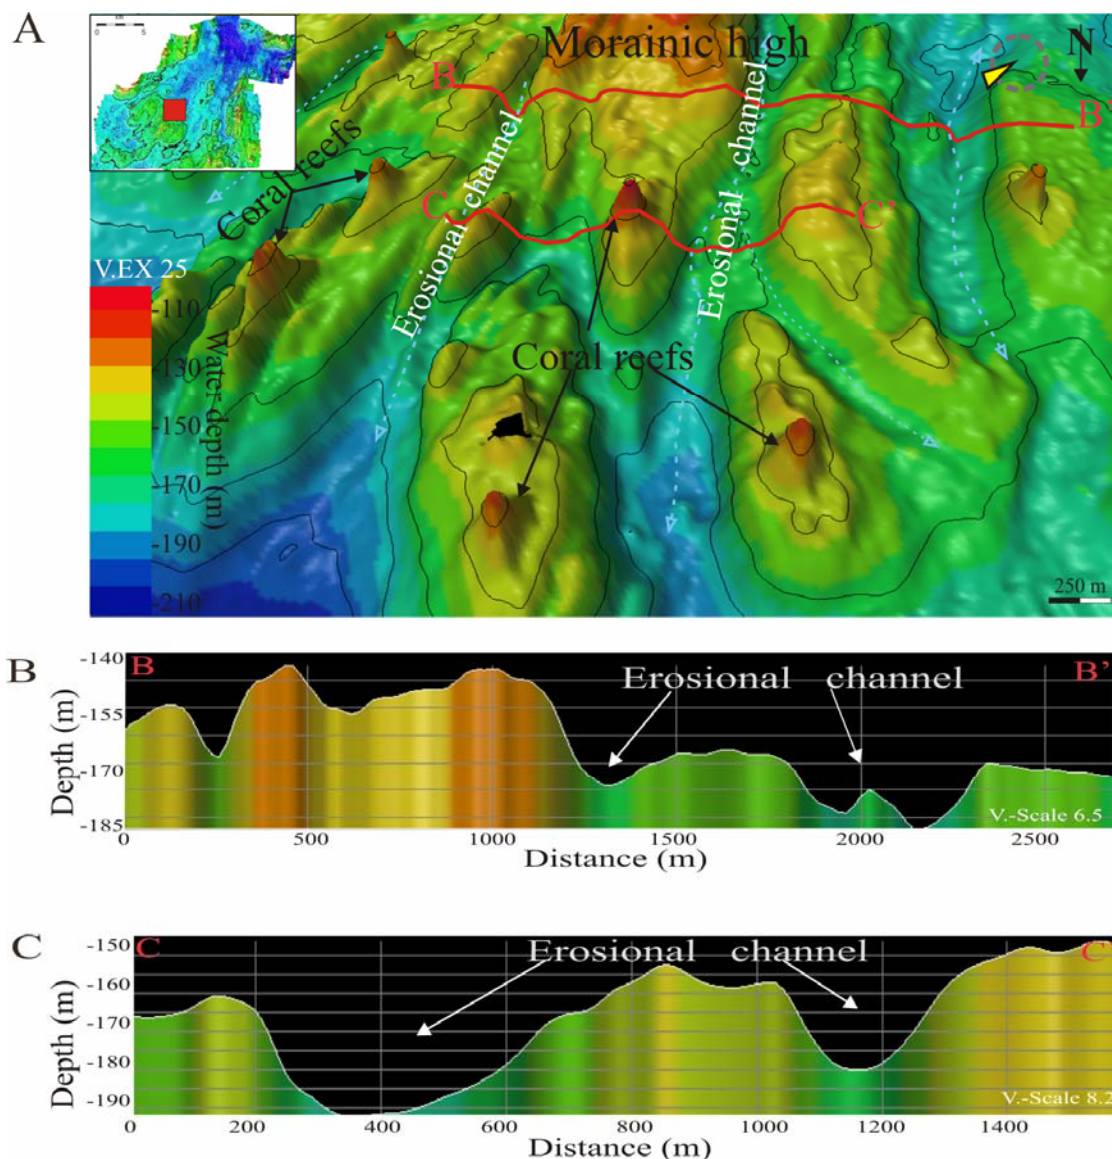 A
km
0 5
Morainic high
N
B
B'
Erosional channel
Erosional channel
Coral reefs
C
C'
V.EX 25
-110
-130
-150
-170
-190
-210
Water depth (m)
Coral reefs
250 m
B
-140
-155
-170
-185
Depth (m)
B
B'
Erosional channel
V.-Scale 6.5
0 500 1000 1500 2000 2500
Distance (m)
C
-150
-160
-170
-180
-190
Depth (m)
C
C
Erosional channel
V.-Scale 8.2
0 200 400 600 800 1000 1200 1400
Distance (m)